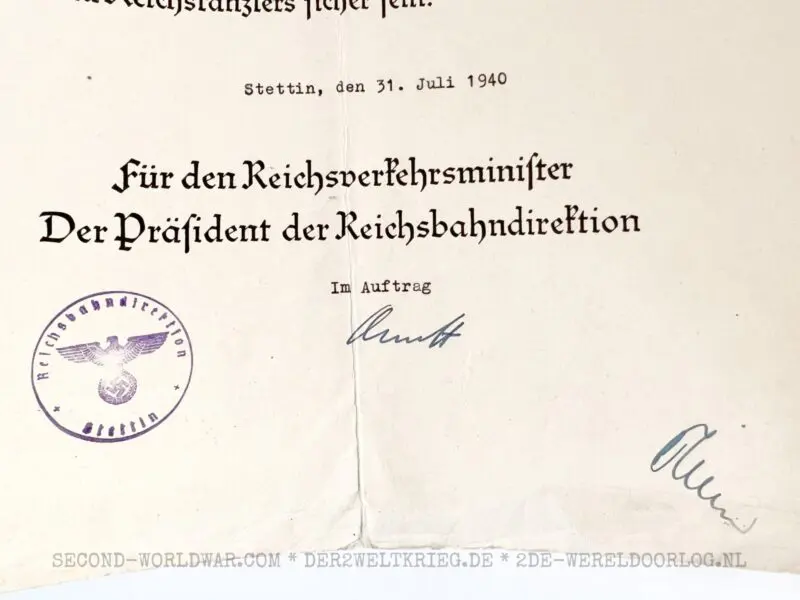 Reichskanzlers sicher sein.
Stettin, den 31. Juli 1940
Für den Reichsverkehrsminister
Der Präsident der Reichsbahndirektion
Im Auftrag
Reichsbahndirektion
Stettin
SECOND-WORLDWAR.COM * DER2WELTKRIEG.DE * 2DE-WERELDOORLOG.NL